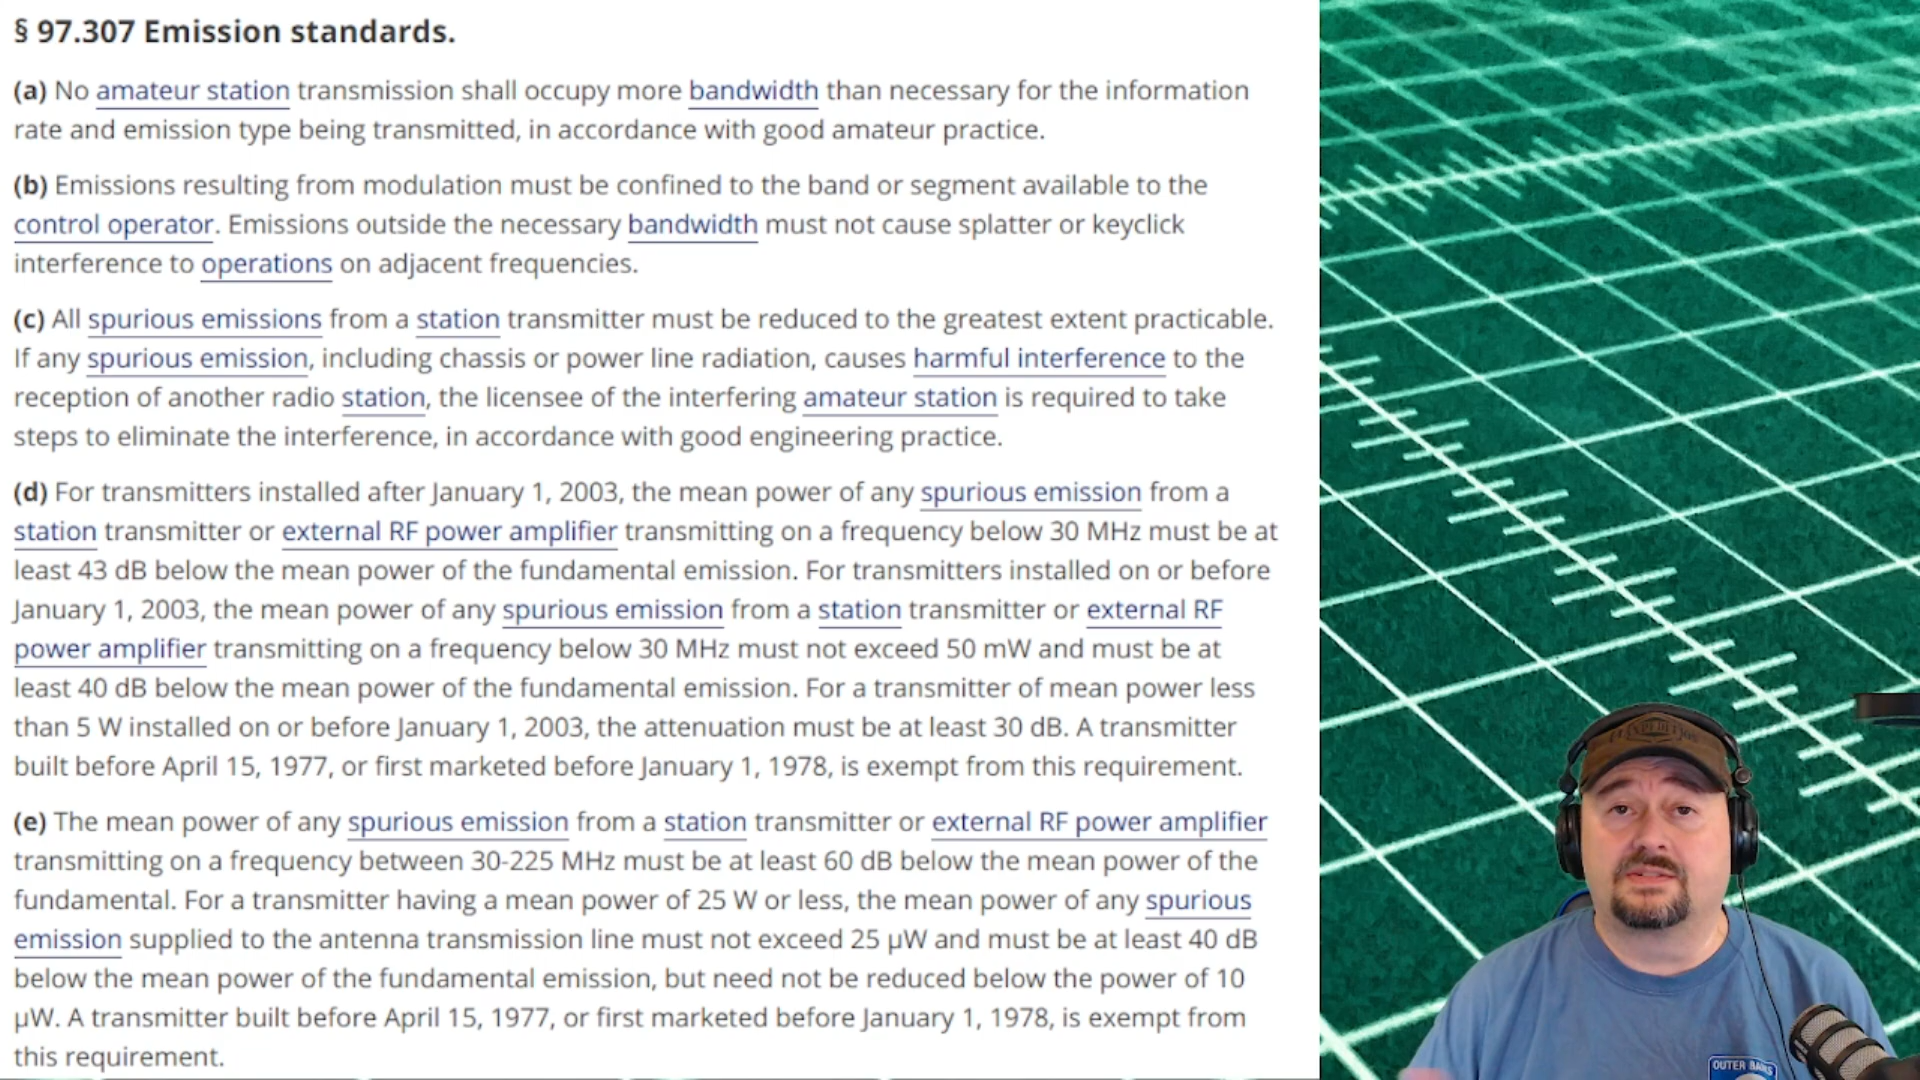 § 97.307 Emission standards.
(a) No amateur station transmission shall occupy more bandwidth than necessary for the information
rate and emission type being transmitted, in accordance with good amateur practice.
(b) Emissions resulting from modulation must be confined to the band or segment available to the
control operator. Emissions outside the necessary bandwidth must not cause splatter or keyclick
interference to operations on adjacent frequencies.
(c) All spurious emissions from a station transmitter must be reduced to the greatest extent practicable.
If any spurious emission, including chassis or power line radiation, causes harmful interference to the
reception of another radio station, the licensee of the interfering amateur station is required to take
steps to eliminate the interference, in accordance with good engineering practice.
(d) For transmitters installed after January 1, 2003, the mean power of any spurious emission from a
station transmitter or external RF power amplifier transmitting on a frequency below 30 MHz must be at
least 43 dB below the mean power of the fundamental emission. For transmitters installed on or before
January 1, 2003, the mean power of any spurious emission from a station transmitter or external RF
power amplifier transmitting on a frequency below 30 MHz must not exceed 50 mW and must be at
least 40 dB below the mean power of the fundamental emission. For a transmitter of mean power less
than 5 W installed on or before January 1, 2003, the attenuation must be at least 30 dB. A transmitter
built before April 15, 1977, or first marketed before January 1, 1978, is exempt from this requirement.
(e) The mean power of any spurious emission from a station transmitter or external RF power amplifier
transmitting on a frequency between 30-225 MHz must be at least 60 dB below the mean power of the
fundamental. For a transmitter having a mean power of 25 W or less, the mean power of any spurious
emission supplied to the antenna transmission line must not exceed 25 µW and must be at least 40 dB
below the mean power of the fundamental emission, but need not be reduced below the power of 10
µW. A transmitter built before April 15, 1977, or first marketed before January 1, 1978, is exempt from
this requirement.
OUTER BANKS